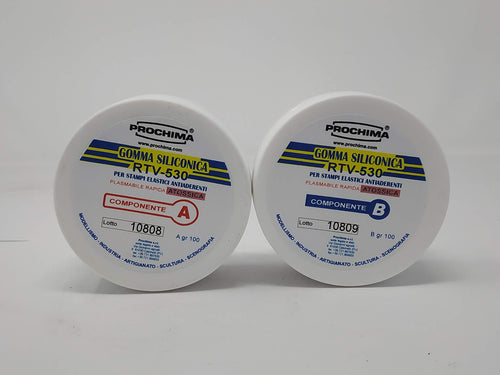 PROCHIMA
www.prochima.com
GOMMA SILICONICA
RTV-530
PER STAMPI ELASTICI ANTIADERENTI
PLASMABILE RAPIDA ATOSSICA
COMPONENTE A
Lotto 10808
A gr 100
MODELLISMO - INDUSTRIA - ARTIGIANATO - SCULTURA - SCENOGRAFIA
PROCHIMA
www.prochima.com
GOMMA SILICONICA
RTV-530
PER STAMPI ELASTICI ANTIADERENTI
PLASMABILE RAPIDA ATOSSICA
COMPONENTE B
Lotto 10809
B gr 100
MODELLISMO - INDUSTRIA - ARTIGIANATO - SCULTURA - SCENOGRAFIA